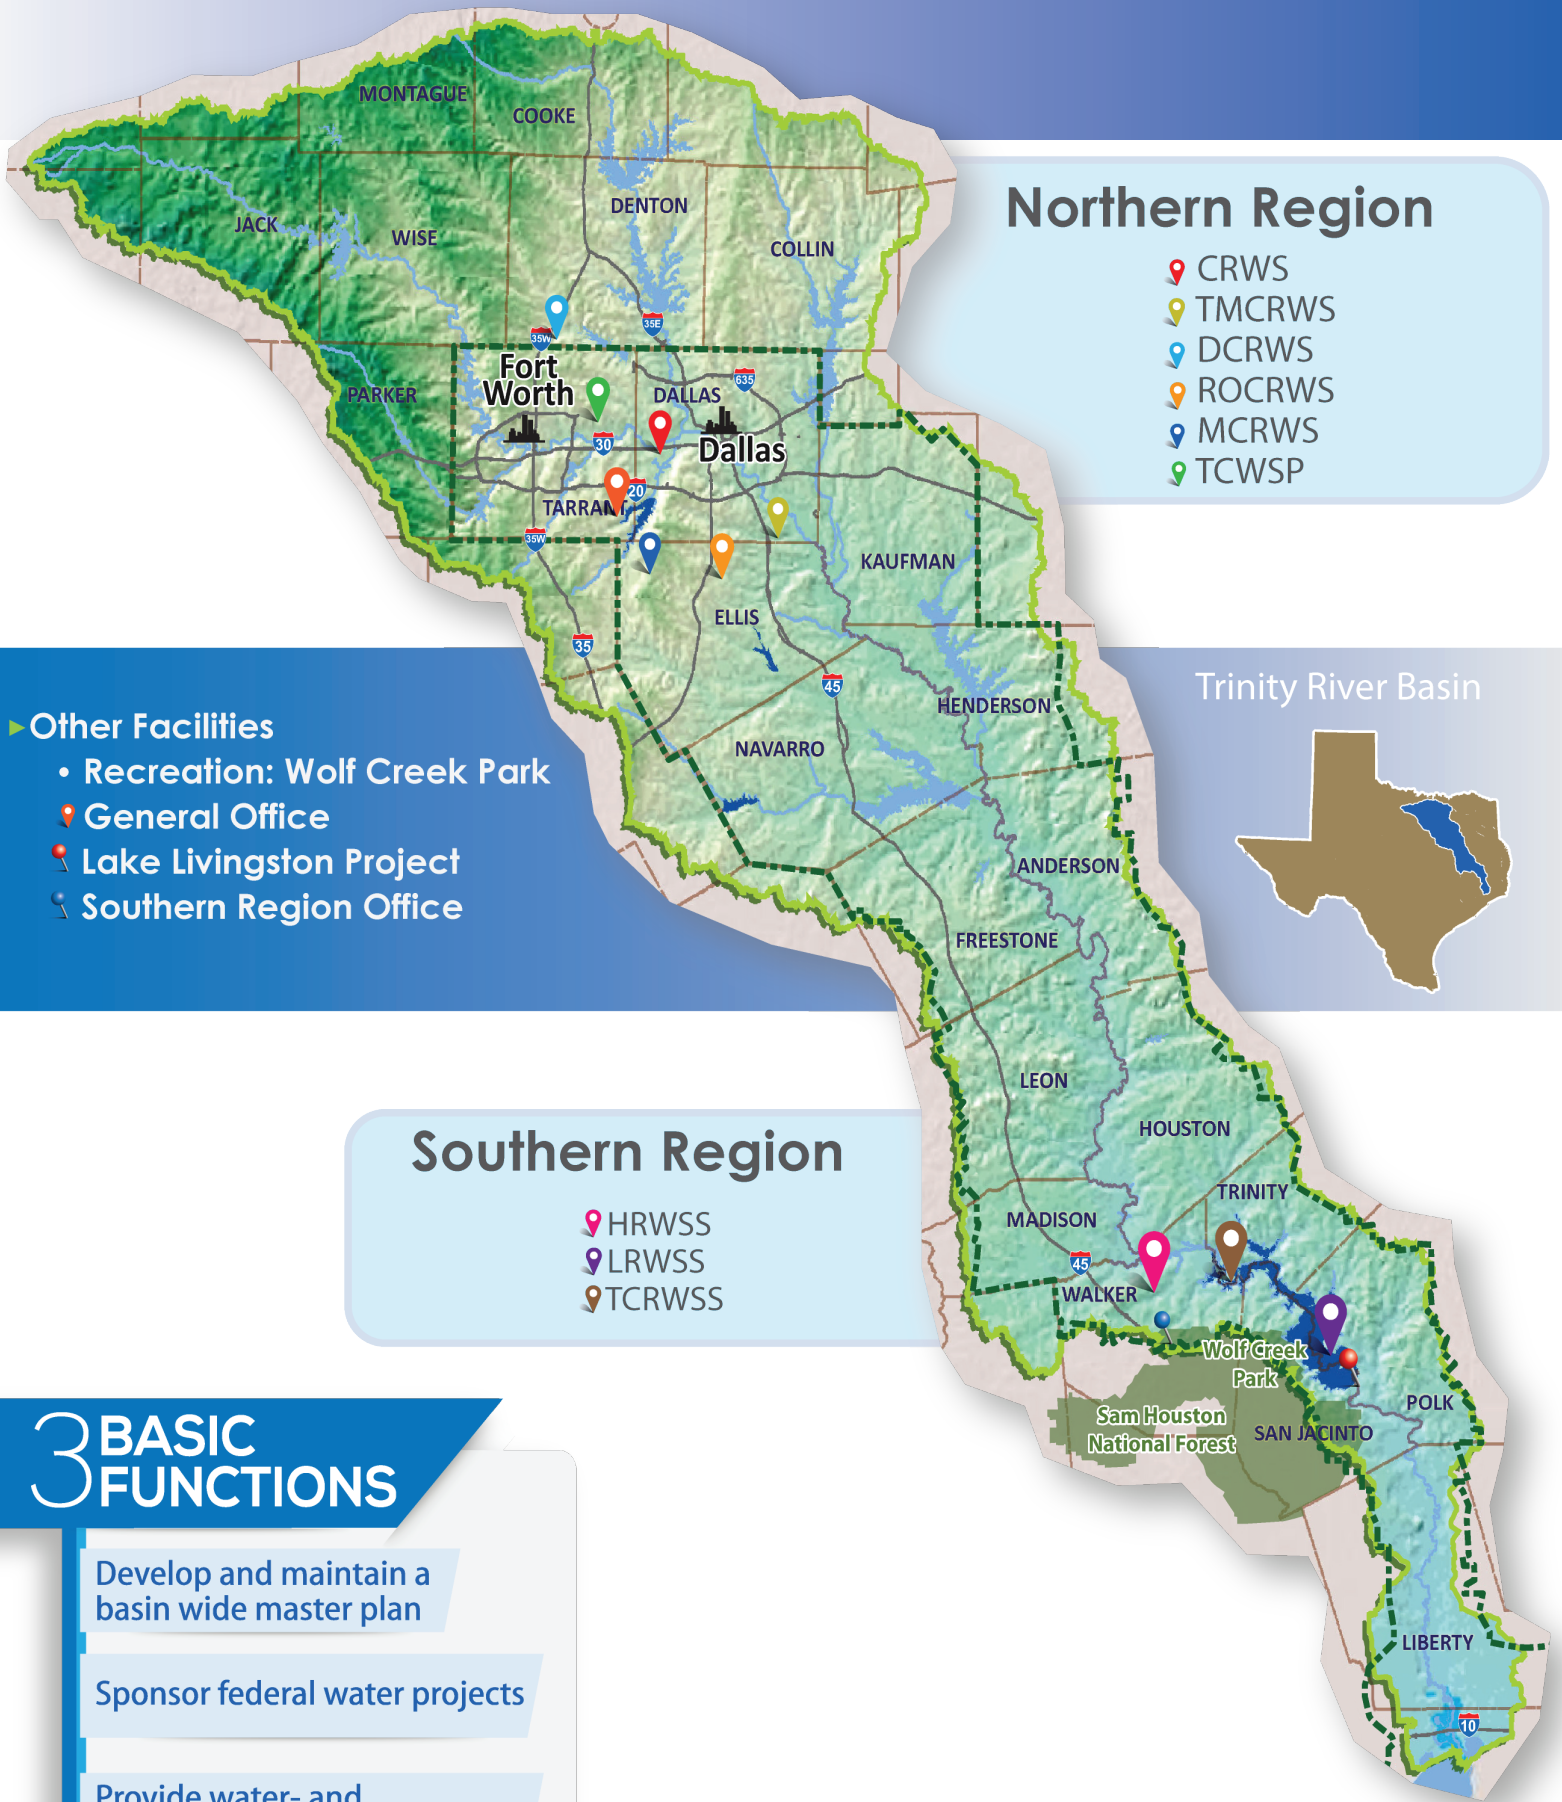 MONTAGUE
COOKE
DENTON
JACK
WISE
COLLIN
Northern Region
CRWS
TMCRWS
DCRWS
ROCRWS
MCRWS
TCWSP
35W
35E
Fort
Worth
PARKER
DALLAS
635
30
Dallas
20
TARRANT
35W
KAUFMAN
ELLIS
35
45
HENDERSON
NAVARRO
Trinity River Basin
Other Facilities
• Recreation: Wolf Creek Park
General Office
Lake Livingston Project
Southern Region Office
ANDERSON
FREESTONE
LEON
HOUSTON
Southern Region
HRWSS
LRWSS
TCRWSS
TRINITY
MADISON
45
WALKER
Wolf Creek
Park
POLK
Sam Houston
National Forest
SAN JACINTO
LIBERTY
10
3 BASIC
FUNCTIONS
Develop and maintain a
basin wide master plan
Sponsor federal water projects
Provide water- and